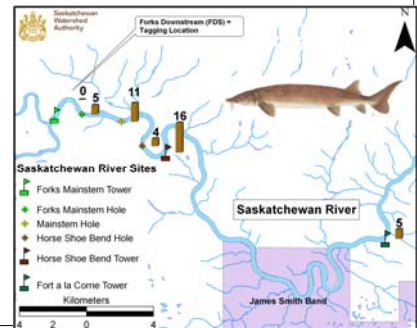 Saskatchewan
Watershed
Authority
Forks Downstream (FDS) =
Tagging Location
N
0
5
11
4
16
Saskatchewan River Sites
Forks Mainstem Tower
Forks Mainstem Hole
Mainstem Hole
Horse Shoe Bend Hole
Horse Shoe Bend Tower
Fort a la Corne Tower
Saskatchewan River
5
James Smith Band
Kilometers
4 2 0 4